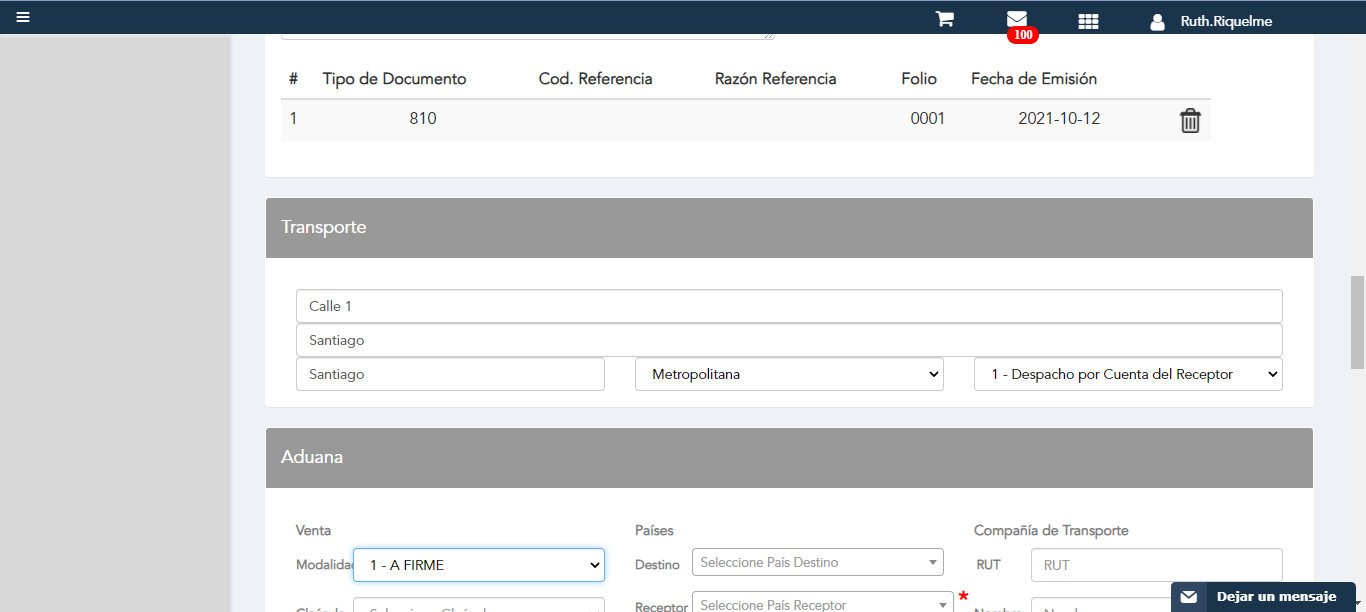 100
Ruth.Riquelme
# Tipo de Documento Cod. Referencia Razón Referencia Folio Fecha de Emisión
1 810 0001 2021-10-12
Transporte
Calle 1
Santiago
Santiago Metropolitana 1 - Despacho por Cuenta del Receptor
Aduana
Venta Países Compañía de Transporte
Modalidad 1 - A FIRME Destino Seleccione País Destino RUT RUT
Receptor Seleccione País Receptor *
Dejar un mensaje